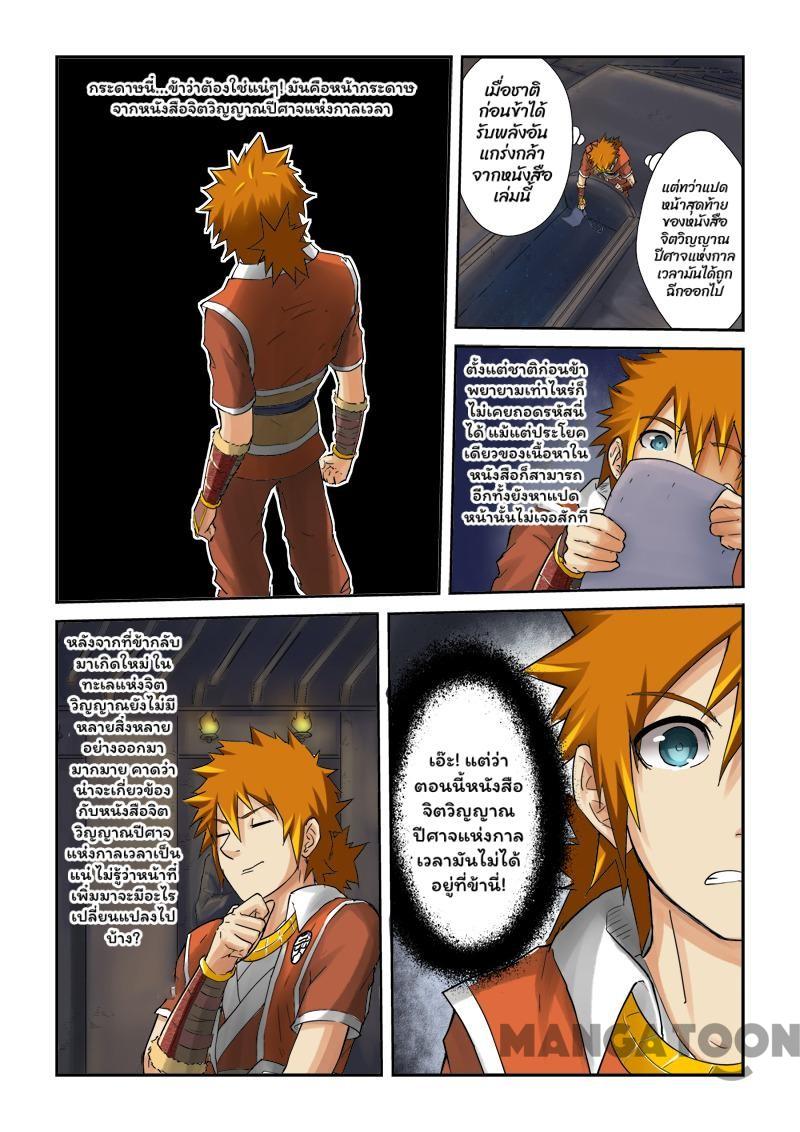 กระดาษนี่...ข้าว่าต้องใช่แน่ๆ! มันคือหน้ากระดาษ
จากหนังสือจิตวิญญาณปีศาจแห่งกาลเวลา
เมื่อชาติ
ก่อนข้าได้
รับพลังอัน
แกร่งกล้า
จากหนังสือ
เล่มนี้
แต่ทว่าแปด
หน้าสุดท้าย
ของหนังสือ
จิตวิญญาณ
ปีศาจแห่งกาล
เวลามันได้ถูก
ฉีกออกไป
ตั้งแต่ชาติก่อนข้า
พยายามเท่าไหร่ก็
ไม่เคยถอดรหัสนี่
ได้ แม้แต่ประโยค
เดียวของเนื้อหาใน
หนังสือก็สามารถ
อีกทั้งยังหาแปด
หน้านั้นไม่เจอสักที
หลังจากที่ข้ากลับ
มาเกิดใหม่ ใน
ทะเลแห่งจิต
วิญญาณยังไม่มี
หลายสิ่งหลาย
อย่างออกมา
มากมาย คาดว่า
น่าจะเกี่ยวข้อง
กับหนังสือจิต
วิญญาณปีศาจ
แห่งกาลเวลาเป็น
แน่ ไม่รู้ว่าหน้าที่
เพิ่มมาจะมีอะไร
เปลี่ยนแปลงไป
บ้าง?
เอ๊ะ! แต่ว่า
ตอนนี้หนังสือ
จิตวิญญาณ
ปีศาจแห่งกาล
เวลามันไม่ได้
อยู่ที่ข้านี่!
MANGATOON